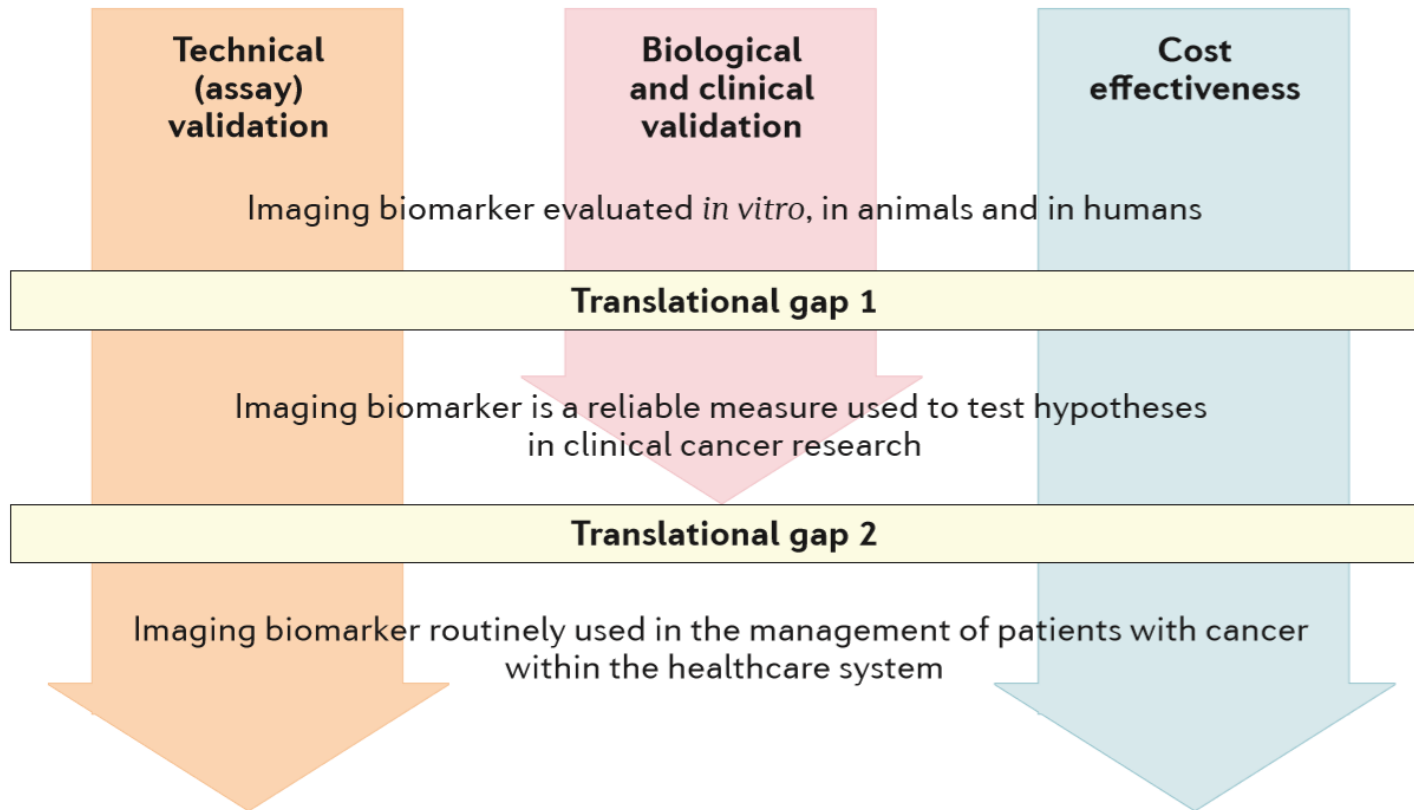 Technical
(assay)
validation
Biological
and clinical
validation
Cost
effectiveness
Imaging biomarker evaluated in vitro, in animals and in humans
Translational gap 1
Imaging biomarker is a reliable measure used to test hypotheses
in clinical cancer research
Translational gap 2
Imaging biomarker routinely used in the management of patients with cancer
within the healthcare system